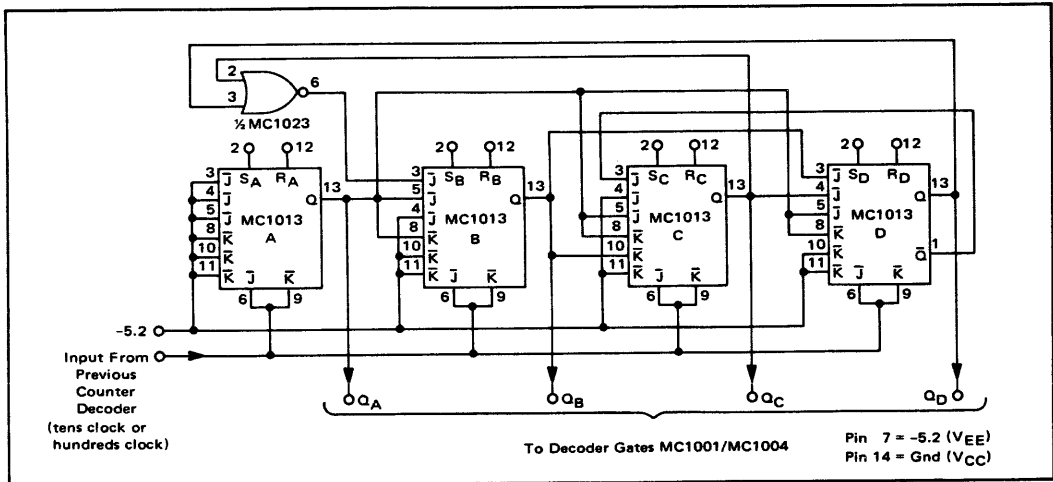 2
3
6
½ MC1023
2 12
S_A R_A
3 J̅
4 J̅
5 J̅
8 K̅
10 K̅
11 K̅
MC1013
A
Q 13
J̅ K̅
6 9
2 12
S_B R_B
3 J̅
5 J̅
4 J̅
8 K̅
10 K̅
11 K̅
MC1013
B
Q 13
J̅ K̅
6 9
2 12
S_C R_C
3 J̅
4 J̅
5 J̅
8 K̅
10 K̅
11 K̅
MC1013
C
Q 13
J̅ K̅
6 9
2 12
S_D R_D
3 J̅
4 J̅
5 J̅
8 K̅
10 K̅
11 K̅
MC1013
D
Q 13
Q̅ 1
J̅ K̅
6 9
-5.2
Input From
Previous
Counter
Decoder
(tens clock or
hundreds clock)
Q_A
Q_B
Q_C
Q_D
To Decoder Gates MC1001/MC1004
Pin 7 = -5.2 (V_EE)
Pin 14 = Gnd (V_CC)